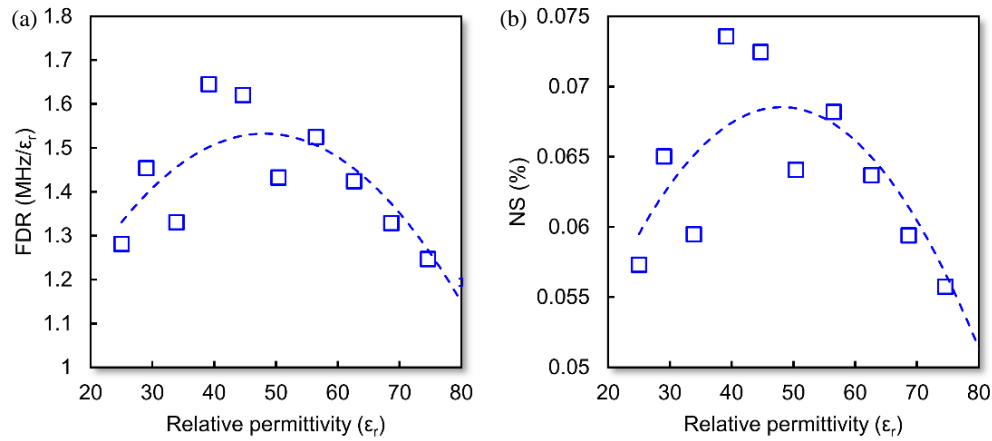 (a)
FDR (MHz/εr)
1.8
1.7
1.6
1.5
1.4
1.3
1.2
1.1
1
20 30 40 50 60 70 80
Relative permittivity (εr)
(b)
NS (%)
0.075
0.07
0.065
0.06
0.055
0.05
20 30 40 50 60 70 80
Relative permittivity (εr)